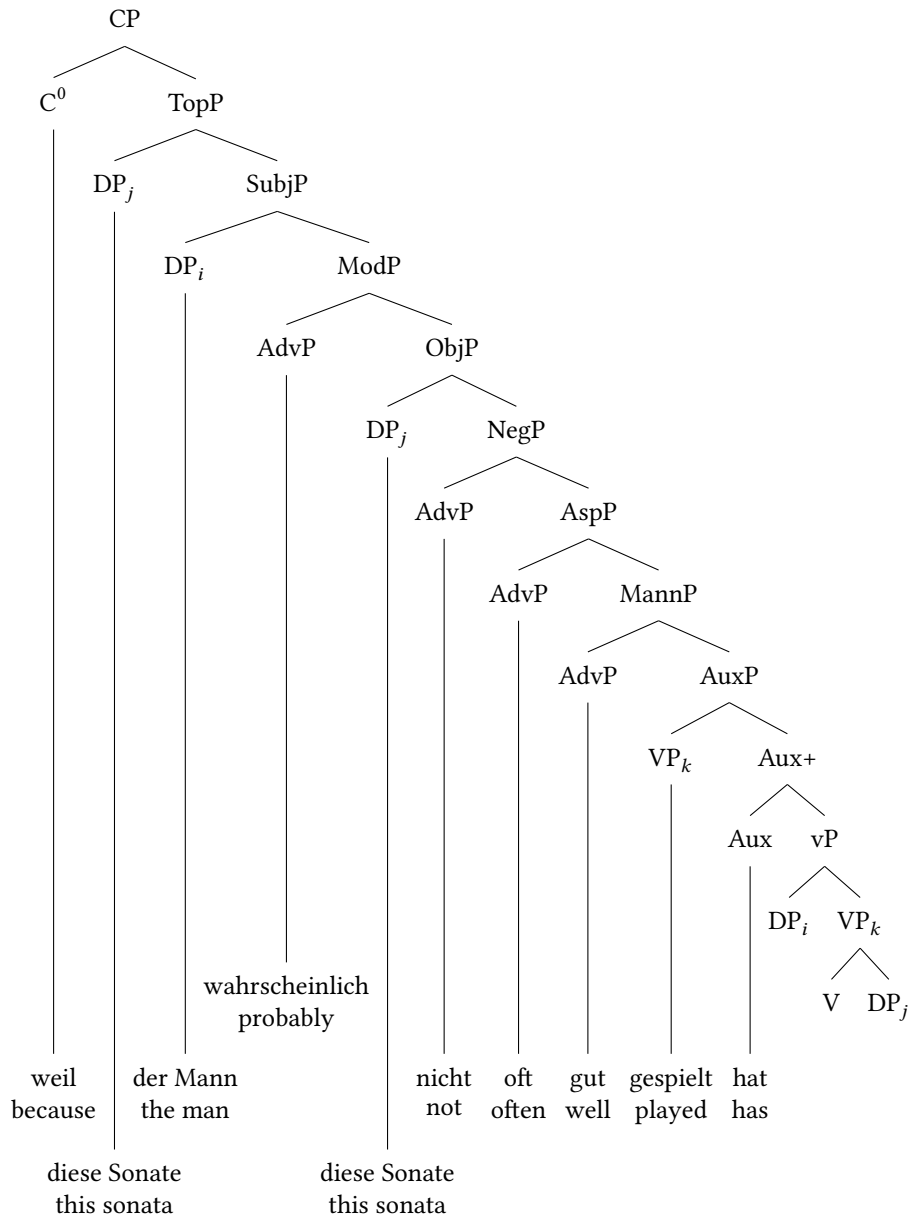 CP
C⁰ TopP
DPⱼ SubjP
DPᵢ ModP
AdvP ObjP
DPⱼ NegP
AdvP AspP
AdvP MannP
AdvP AuxP
VPₖ Aux+
Aux vP
DPᵢ VPₖ
wahrscheinlich V DPⱼ
probably
weil der Mann nicht oft gut gespielt hat
because the man not often well played has
diese Sonate diese Sonate
this sonata this sonata